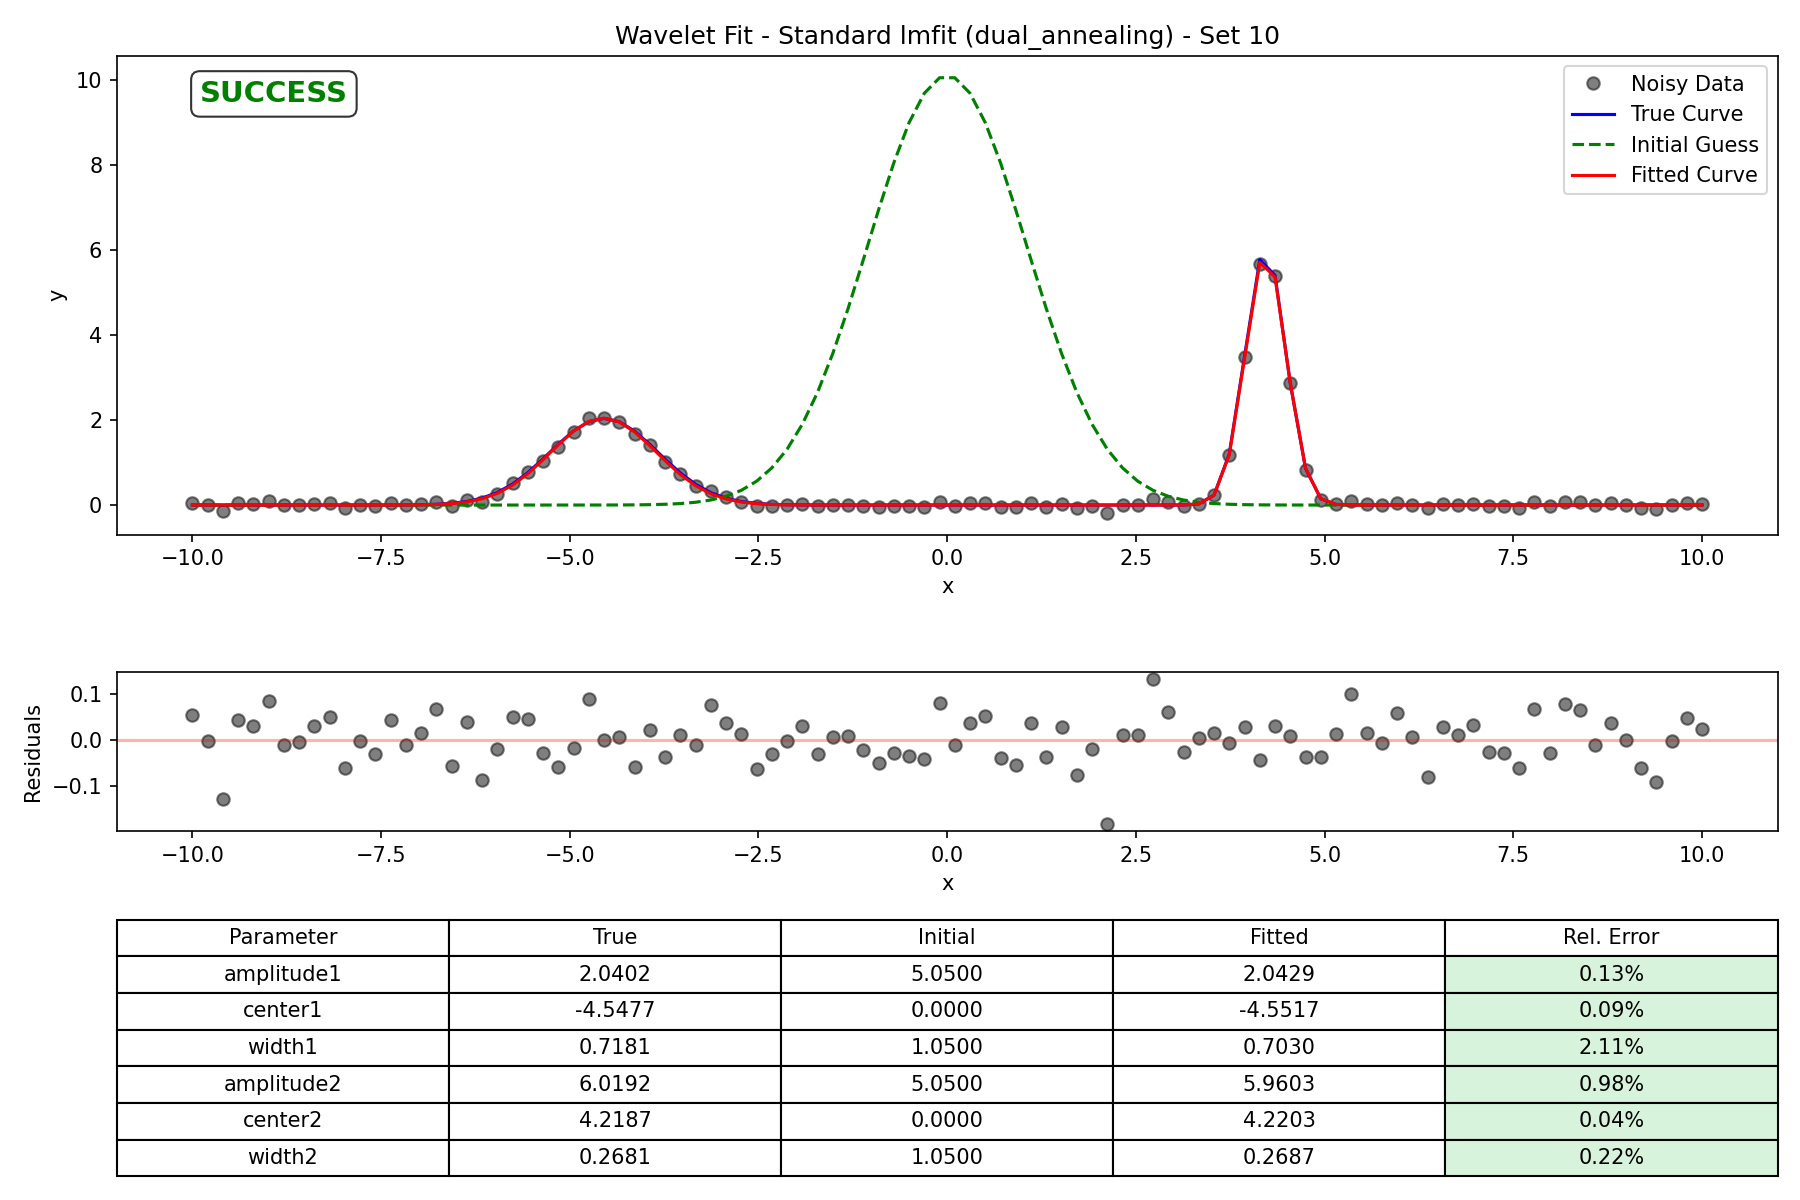 Wavelet Fit - Standard lmfit (dual_annealing) - Set 10
SUCCESS
Noisy Data
True Curve
Initial Guess
Fitted Curve
y
10
8
6
4
2
0
−10.0 −7.5 −5.0 −2.5 0.0 2.5 5.0 7.5 10.0
x
Residuals
0.1
0.0
−0.1
−10.0 −7.5 −5.0 −2.5 0.0 2.5 5.0 7.5 10.0
x
Parameter True Initial Fitted Rel. Error
amplitude1 2.0402 5.0500 2.0429 0.13%
center1 -4.5477 0.0000 -4.5517 0.09%
width1 0.7181 1.0500 0.7030 2.11%
amplitude2 6.0192 5.0500 5.9603 0.98%
center2 4.2187 0.0000 4.2203 0.04%
width2 0.2681 1.0500 0.2687 0.22%